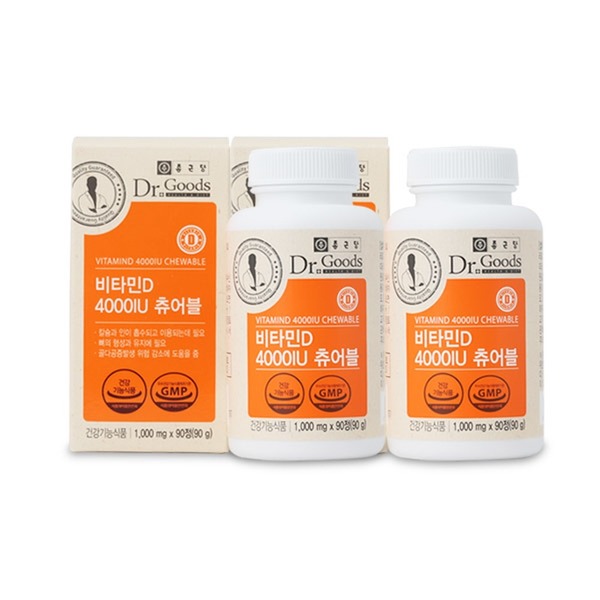 Quality Guaranteed
종근당
Dr.Goods
HEALTH & DIET
VITAMIND 4000IU CHEWABLE
비타민D
4000IU 츄어블
• 칼슘과 인이 흡수되고 이용되는데 필요
• 뼈의 형성과 유지에 필요
• 골다공증발생 위험 감소에 도움을 줌
건강
기능식품
GMP
건강기능식품 | 1,000 mg x 90정(90 g)
종근당
Dr.Goods
VITAMIND 4000IU CHEWABLE
비타민D
4000IU 츄어블
건강
기능식품
GMP
건강기능식품 | 1,000 mg x 90정(90 g)
종근당
Dr.Goods
VITAMIND 4000IU CHEWABLE
비타민D
4000IU 츄어블
건강
기능식품
GMP
건강기능식품 | 1,000 mg x 90정(90 g)